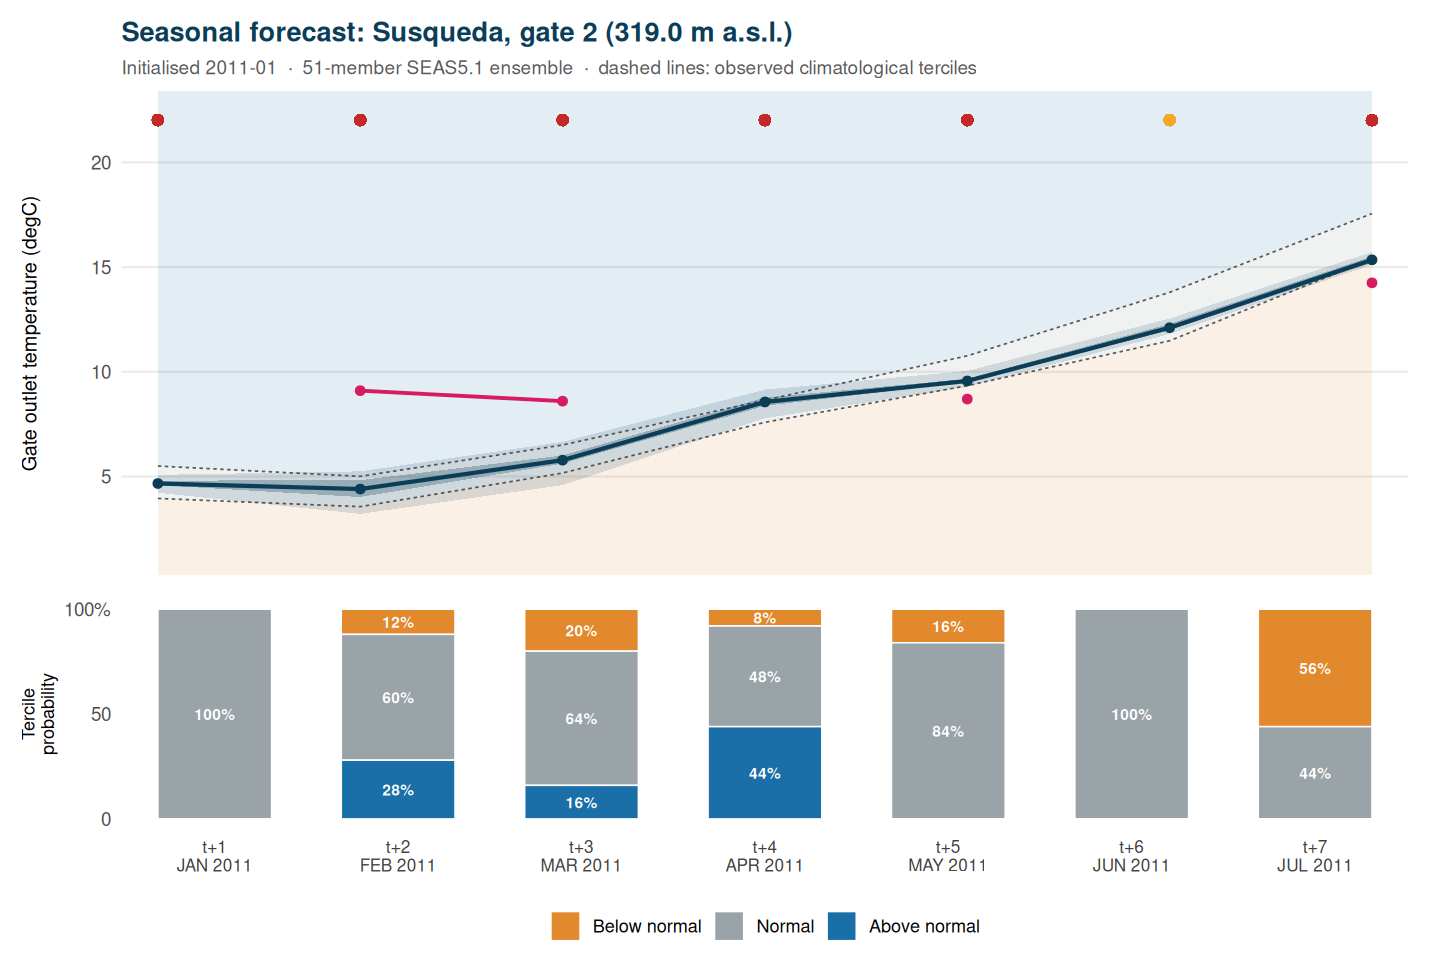 Seasonal forecast: Susqueda, gate 2 (319.0 m a.s.l.)
Initialised 2011-01 · 51-member SEAS5.1 ensemble · dashed lines: observed climatological terciles
Gate outlet temperature (degC)
20
15
10
5
Tercile
probability
100%
50
0
100%
12%
60%
28%
20%
64%
16%
8%
48%
44%
16%
84%
100%
56%
44%
t+1
JAN 2011
t+2
FEB 2011
t+3
MAR 2011
t+4
APR 2011
t+5
MAY 2011
t+6
JUN 2011
t+7
JUL 2011
Below normal
Normal
Above normal